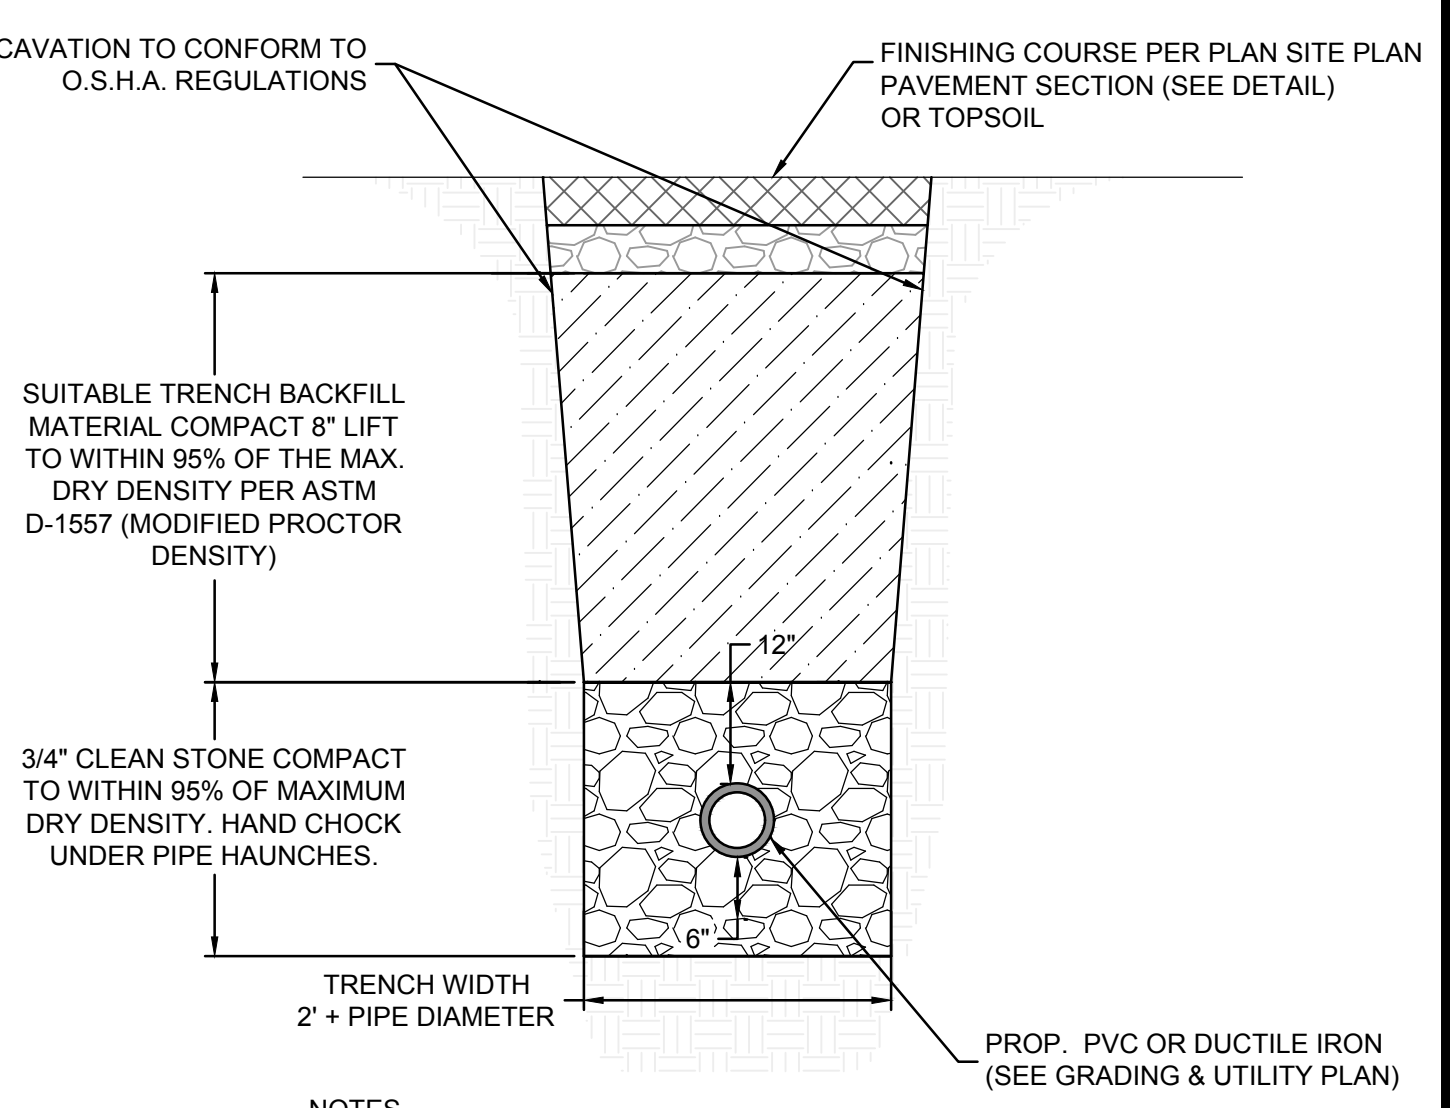 CAVATION TO CONFORM TO
O.S.H.A. REGULATIONS
FINISHING COURSE PER PLAN SITE PLAN
PAVEMENT SECTION (SEE DETAIL)
OR TOPSOIL
SUITABLE TRENCH BACKFILL
MATERIAL COMPACT 8" LIFT
TO WITHIN 95% OF THE MAX.
DRY DENSITY PER ASTM
D-1557 (MODIFIED PROCTOR
DENSITY)
12"
3/4" CLEAN STONE COMPACT
TO WITHIN 95% OF MAXIMUM
DRY DENSITY. HAND CHOCK
UNDER PIPE HAUNCHES.
6"
TRENCH WIDTH
2' + PIPE DIAMETER
PROP. PVC OR DUCTILE IRON
(SEE GRADING & UTILITY PLAN)
NOTES